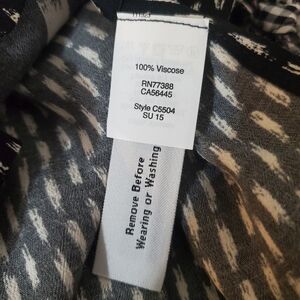 100% Viscose
RN77388
CA56445
Style C5504
SU 15
Remove Before
Wearing or Washing